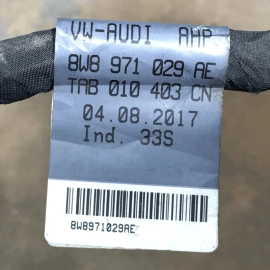 VW-AUDI AHP
8W8 971 029 AE
TAB 010 403 CN
04.08.2017
Ind. 33S
8W8971029AE